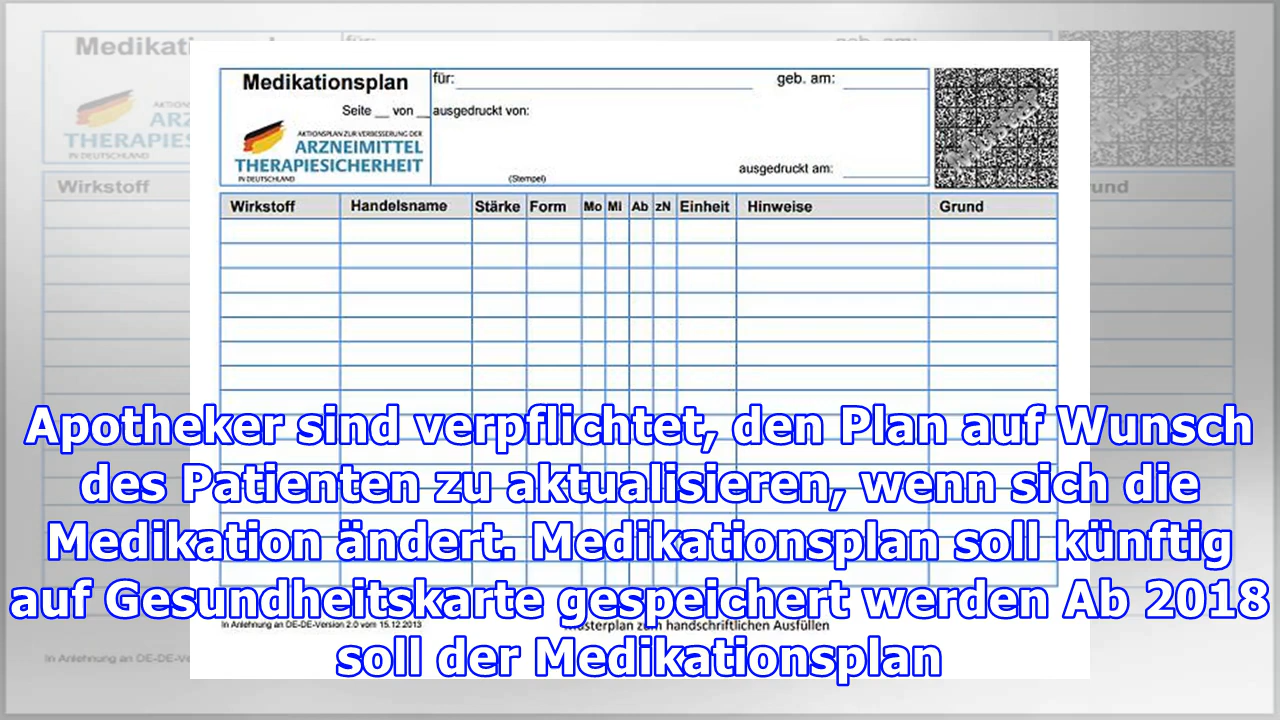 Medikationsplan
für:
geb. am:
Seite __ von __
ausgedruckt von:
AKTIONSPLAN ZUR VERBESSERUNG DER
ARZNEIMITTEL
THERAPIESICHERHEIT
IN DEUTSCHLAND
(Stempel)
ausgedruckt am:
Wirkstoff Handelsname Stärke Form Mo Mi Ab zN Einheit Hinweise Grund
Apotheker sind verpflichtet, den Plan auf Wunsch
des Patienten zu aktualisieren, wenn sich die
Medikation ändert. Medikationsplan soll künftig
auf Gesundheitskarte gespeichert werden Ab 2018
soll der Medikationsplan
In Anlehnung an DE-DE-Version 2.0 vom 15.12.2013
zum handschriftlichen Ausfüllen